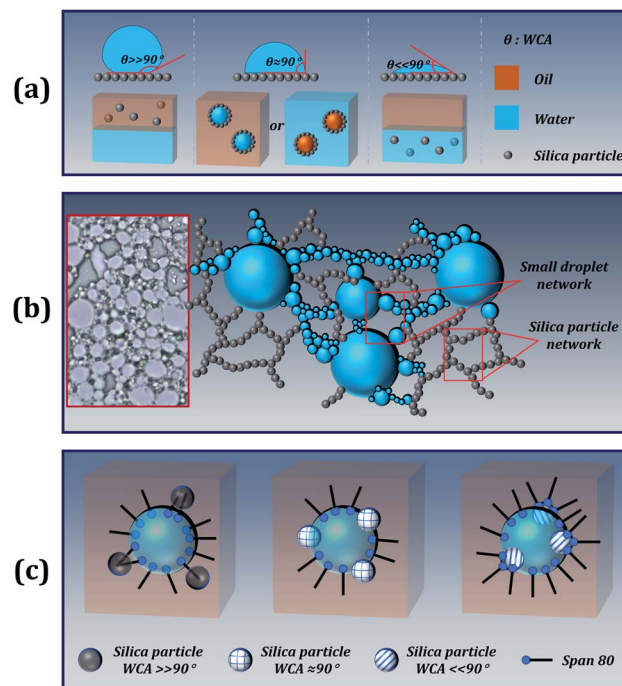 (a)
θ>>90°
θ≈90°
θ<<90°
or
θ : WCA
Oil
Water
Silica particle
(b)
Small droplet
network
Silica particle
network
(c)
Silica particle
WCA >>90°
Silica particle
WCA ≈90°
Silica particle
WCA <<90°
Span 80